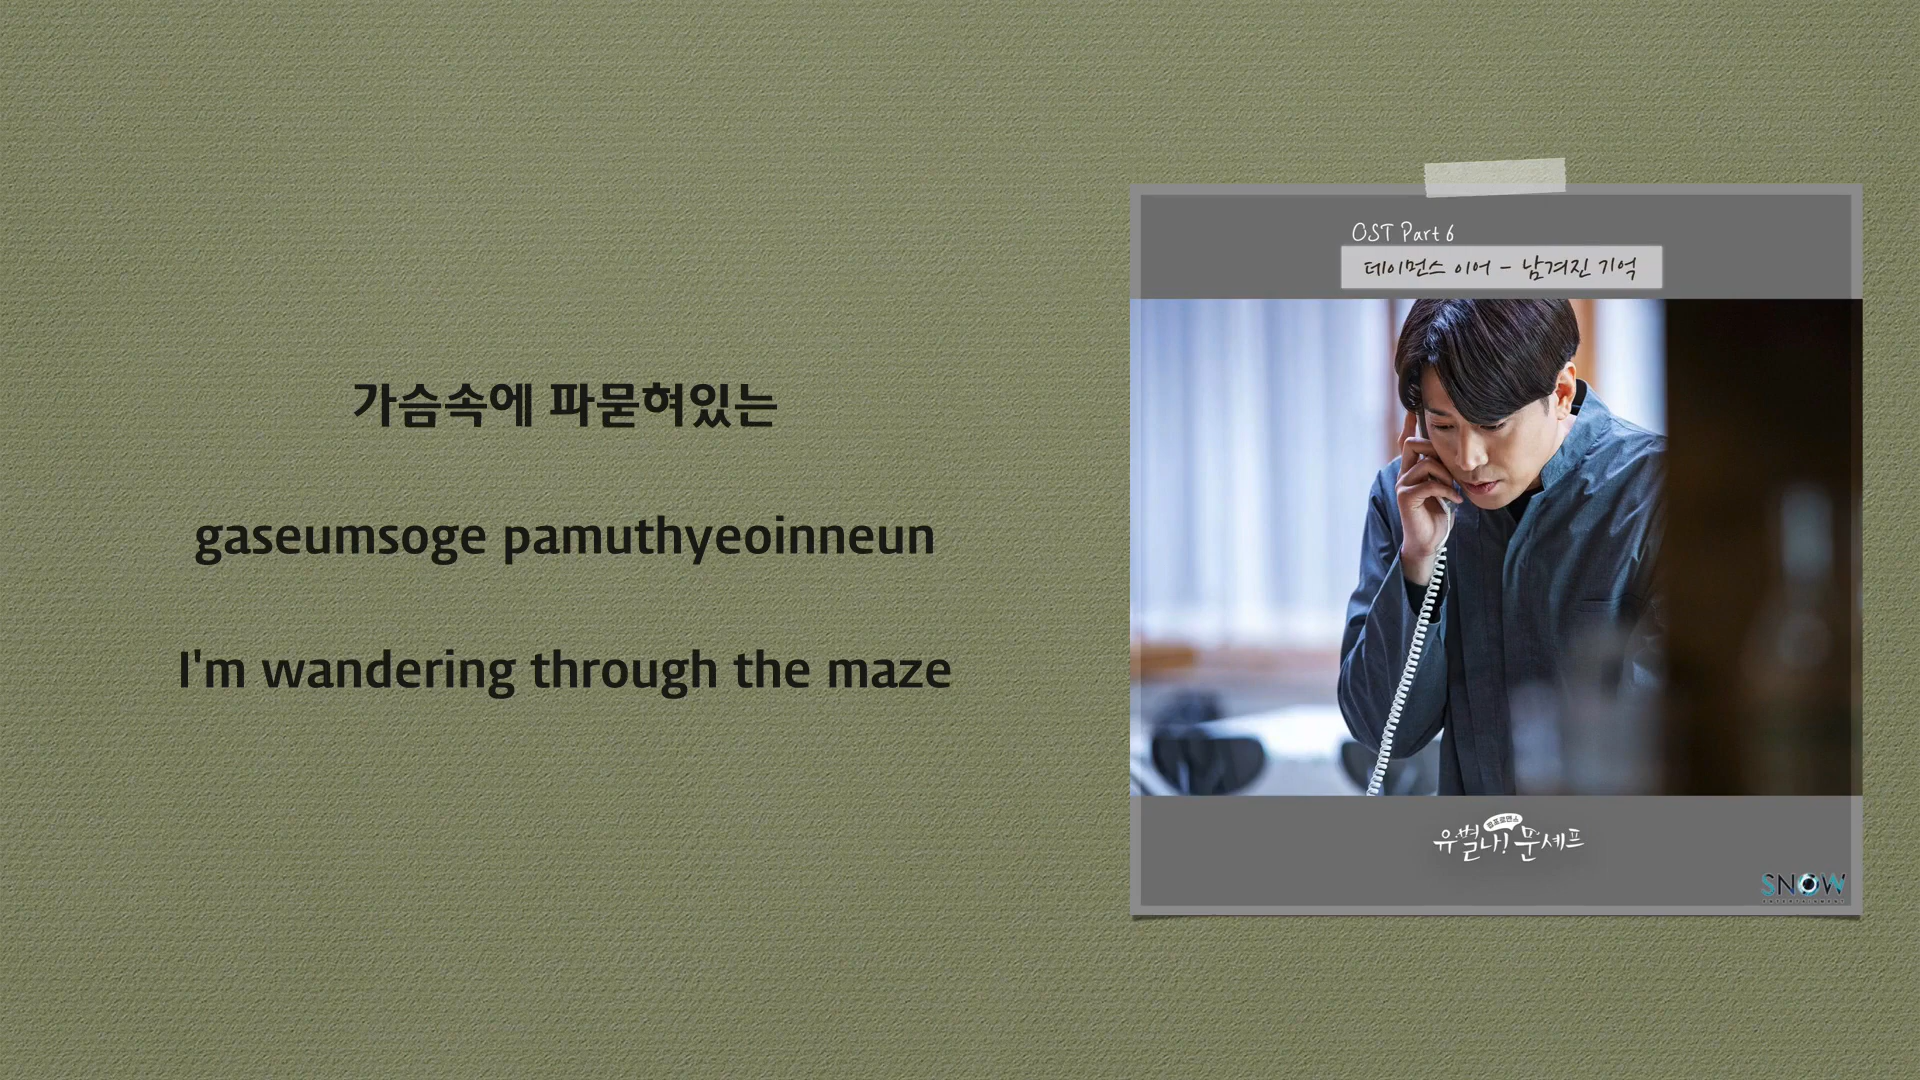 가슴속에 파묻혀있는
gaseumsoge pamuthyeoinneun
I'm wandering through the maze
OST Part 6
데이먼스 이어 - 남겨진 기억
유별나! 문셰프
SNOW
ENTERTAINMENT